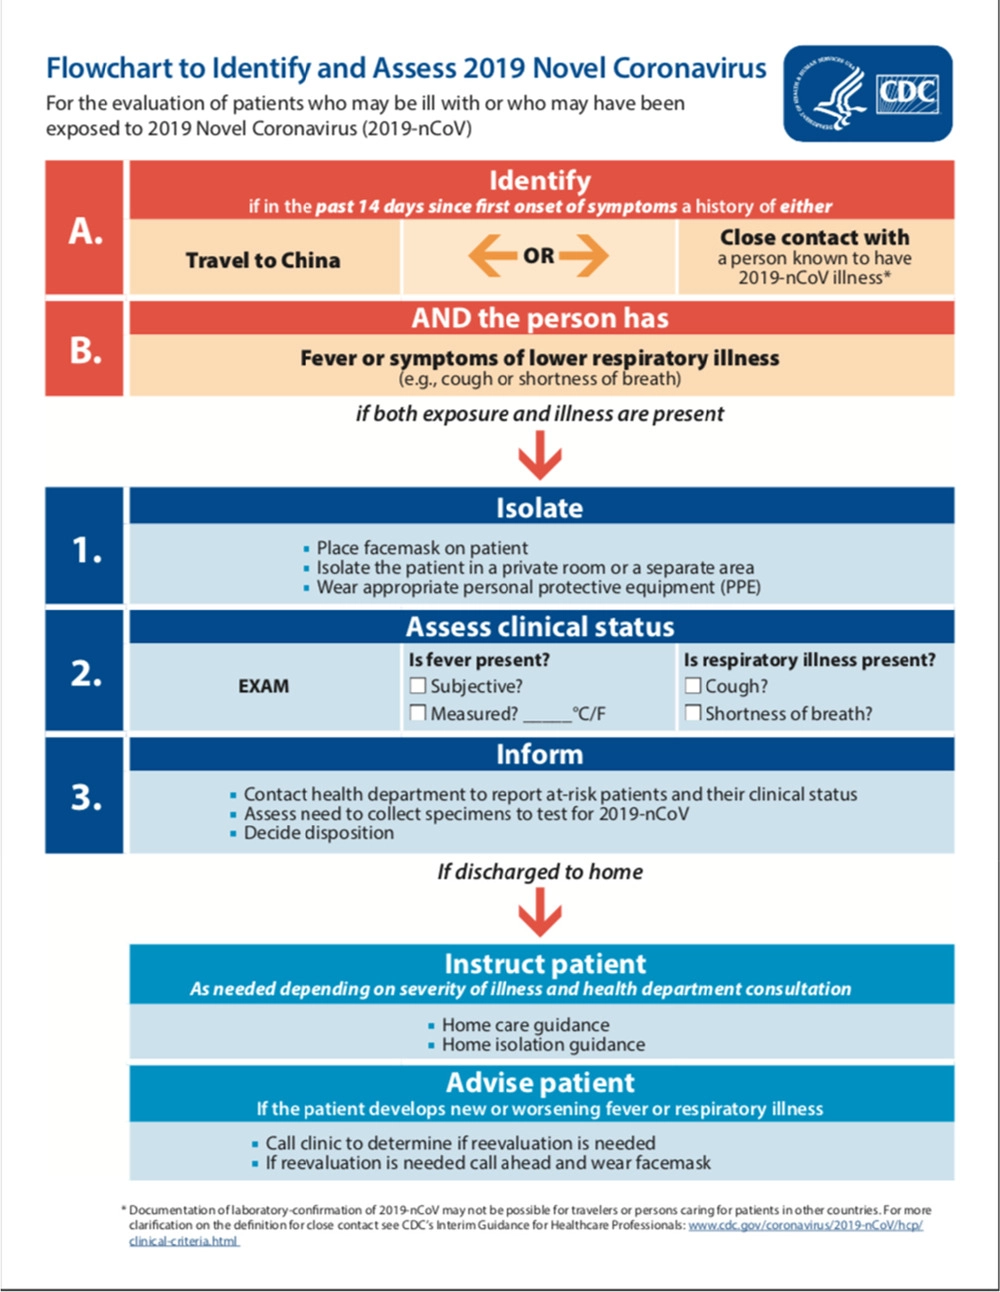 Flowchart to Identify and Assess 2019 Novel Coronavirus
For the evaluation of patients who may be ill with or who may have been
exposed to 2019 Novel Coronavirus (2019-nCoV)
DEPARTMENT OF HEALTH & HUMAN SERVICES USA
CDC
A.
Identify
if in the past 14 days since first onset of symptoms a history of either
Travel to China
OR
Close contact with
a person known to have
2019-nCoV illness*
B.
AND the person has
Fever or symptoms of lower respiratory illness
(e.g., cough or shortness of breath)
if both exposure and illness are present
1.
Isolate
▪ Place facemask on patient
▪ Isolate the patient in a private room or a separate area
▪ Wear appropriate personal protective equipment (PPE)
2.
Assess clinical status
EXAM
Is fever present?
☐ Subjective?
☐ Measured? _____°C/F
Is respiratory illness present?
☐ Cough?
☐ Shortness of breath?
3.
Inform
▪ Contact health department to report at-risk patients and their clinical status
▪ Assess need to collect specimens to test for 2019-nCoV
▪ Decide disposition
If discharged to home
Instruct patient
As needed depending on severity of illness and health department consultation
▪ Home care guidance
▪ Home isolation guidance
Advise patient
If the patient develops new or worsening fever or respiratory illness
▪ Call clinic to determine if reevaluation is needed
▪ If reevaluation is needed call ahead and wear facemask
* Documentation of laboratory-confirmation of 2019-nCoV may not be possible for travelers or persons caring for patients in other countries. For more
clarification on the definition for close contact see CDC's Interim Guidance for Healthcare Professionals: www.cdc.gov/coronavirus/2019-nCoV/hcp/
clinical-criteria.html